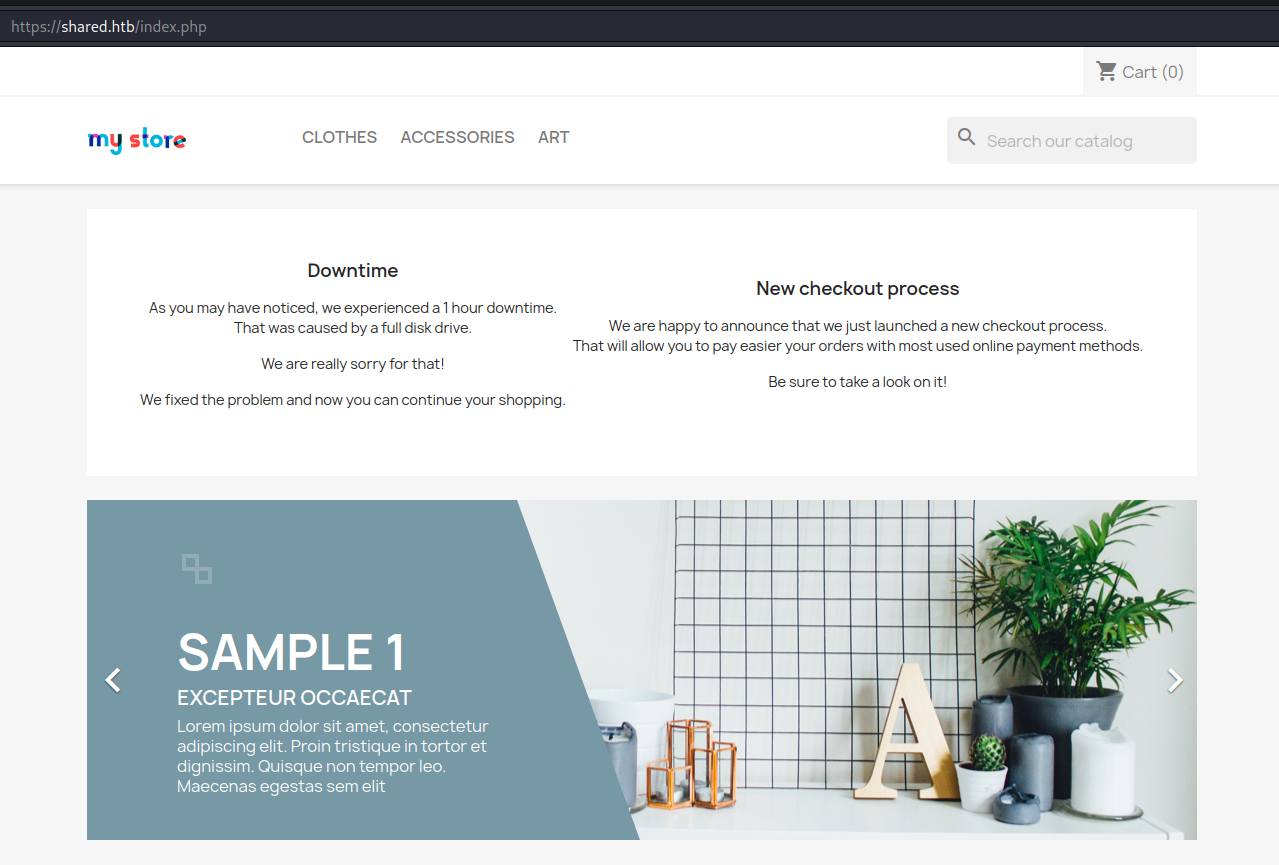 https://shared.htb/index.php
Cart (0)
my store
CLOTHES
ACCESSORIES
ART
Search our catalog
Downtime
As you may have noticed, we experienced a 1 hour downtime.
That was caused by a full disk drive.
We are really sorry for that!
We fixed the problem and now you can continue your shopping.
New checkout process
We are happy to announce that we just launched a new checkout process.
That will allow you to pay easier your orders with most used online payment methods.
Be sure to take a look on it!
SAMPLE 1
EXCEPTEUR OCCAECAT
Lorem ipsum dolor sit amet, consectetur
adipiscing elit. Proin tristique in tortor et
dignissim. Quisque non tempor leo.
Maecenas egestas sem elit
A